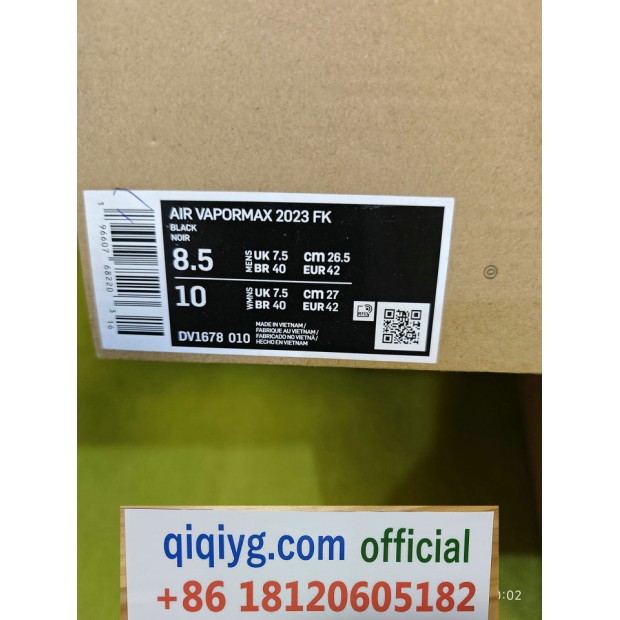 AIR VAPORMAX 2023 FK
BLACK
NOIR
8.5 MENS UK 7.5 cm 26.5
BR 40 EUR 42
10 WMNS UK 7.5 cm 27
BR 40 EUR 42
DV1678 010
MADE IN VIETNAM /
FABRIQUE AU VIETNAM /
FABRICADO NO VIETNÃ /
HECHO EN VIETNAM
RFID
qiqiyg.com official
+86 18120605182
:02